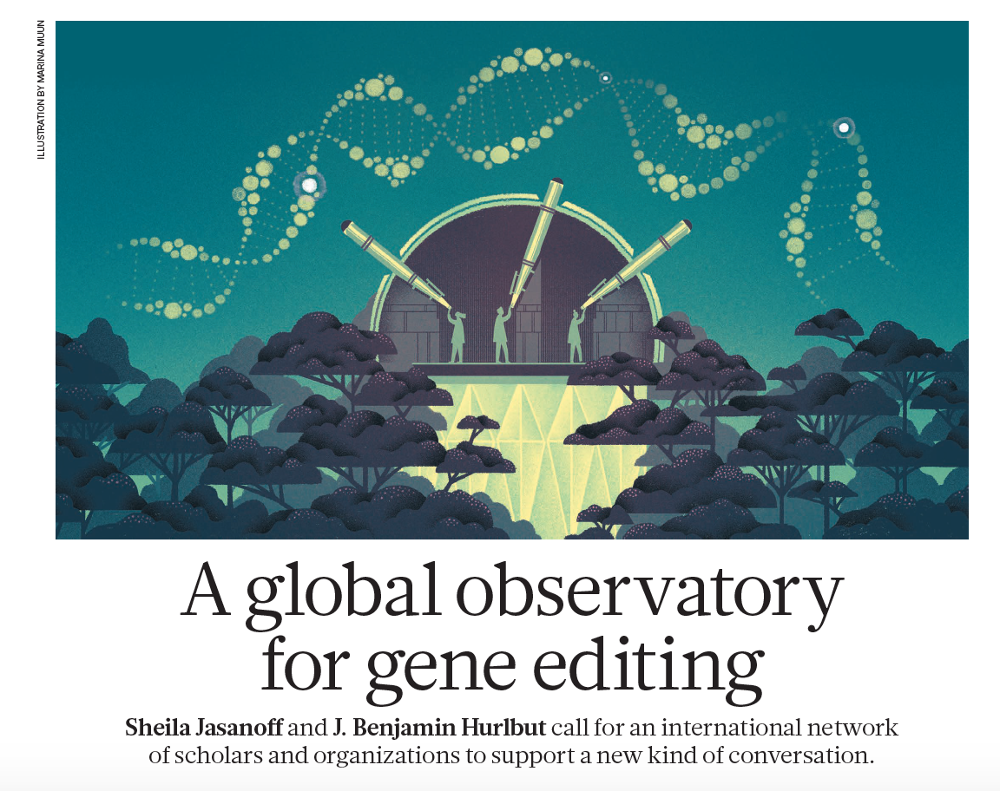 ILLUSTRATION BY MARINA MUUN
A global observatory
for gene editing
Sheila Jasanoff and J. Benjamin Hurlbut call for an international network
of scholars and organizations to support a new kind of conversation.